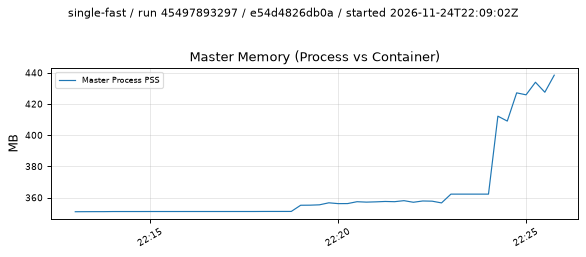 single-fast / run 45497893297 / e54d4826db0a / started 2026-11-24T22:09:02Z
Master Memory (Process vs Container)
Master Process PSS
MB
440
420
400
380
360
22:15
22:20
22:25